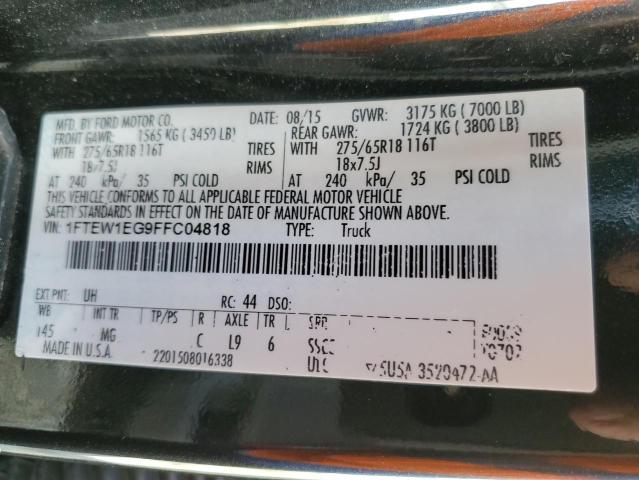 MFD. BY FORD MOTOR CO.
DATE: 08/15 GVWR: 3175 KG ( 7000 LB)
FRONT GAWR: 1565 KG ( 3450 LB) REAR GAWR: 1724 KG ( 3800 LB)
WITH 275/65R18 116T TIRES WITH 275/65R18 116T TIRES
18x7.5J RIMS 18x7.5J RIMS
AT 240 kPa/ 35 PSI COLD AT 240 kPa/ 35 PSI COLD
THIS VEHICLE CONFORMS TO ALL APPLICABLE FEDERAL MOTOR VEHICLE
SAFETY STANDARDS IN EFFECT ON THE DATE OF MANUFACTURE SHOWN ABOVE.
VIN: 1FTEW1EG9FFC04818 TYPE: Truck
EXT PNT: UH RC: 44 DSO:
WB INT TR TP/PS R AXLE TR SPR
145 MG C L9 6
MADE IN U.S.A. 2201508016338